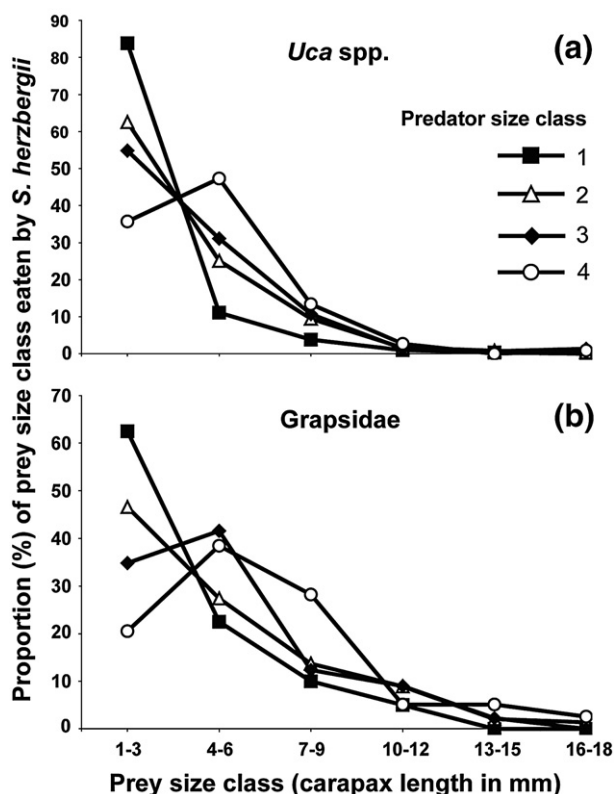 Proportion (%) of prey size class eaten by S. herzbergii
90
80
70
60
50
40
30
20
10
0
Uca spp.
(a)
Predator size class
1
2
3
4
70
60
50
40
30
20
10
0
Grapsidae
(b)
1-3 4-6 7-9 10-12 13-15 16-18
Prey size class (carapax length in mm)